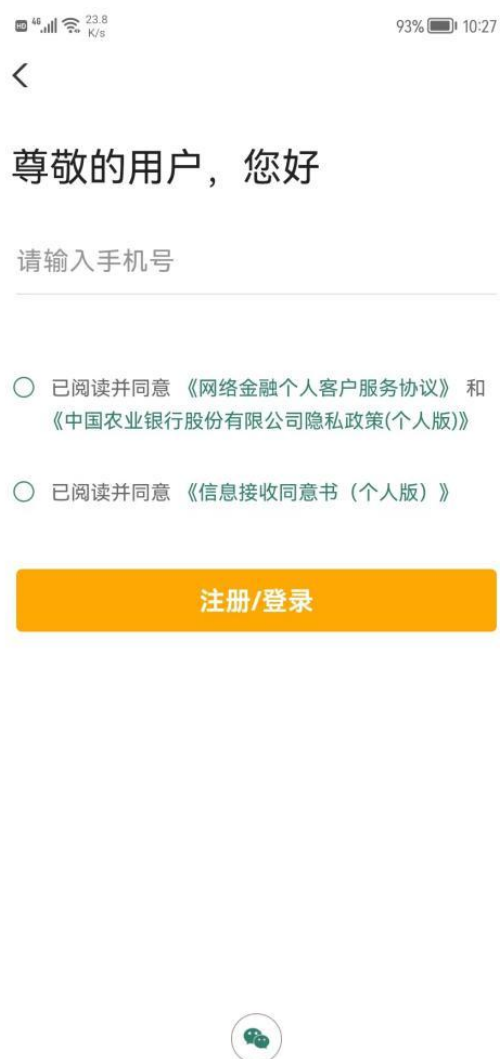 HD 46 23.8 K/s 93% 10:27
尊敬的用户，您好
请输入手机号
已阅读并同意 《网络金融个人客户服务协议》 和
《中国农业银行股份有限公司隐私政策(个人版)》
已阅读并同意 《信息接收同意书（个人版）》
注册/登录